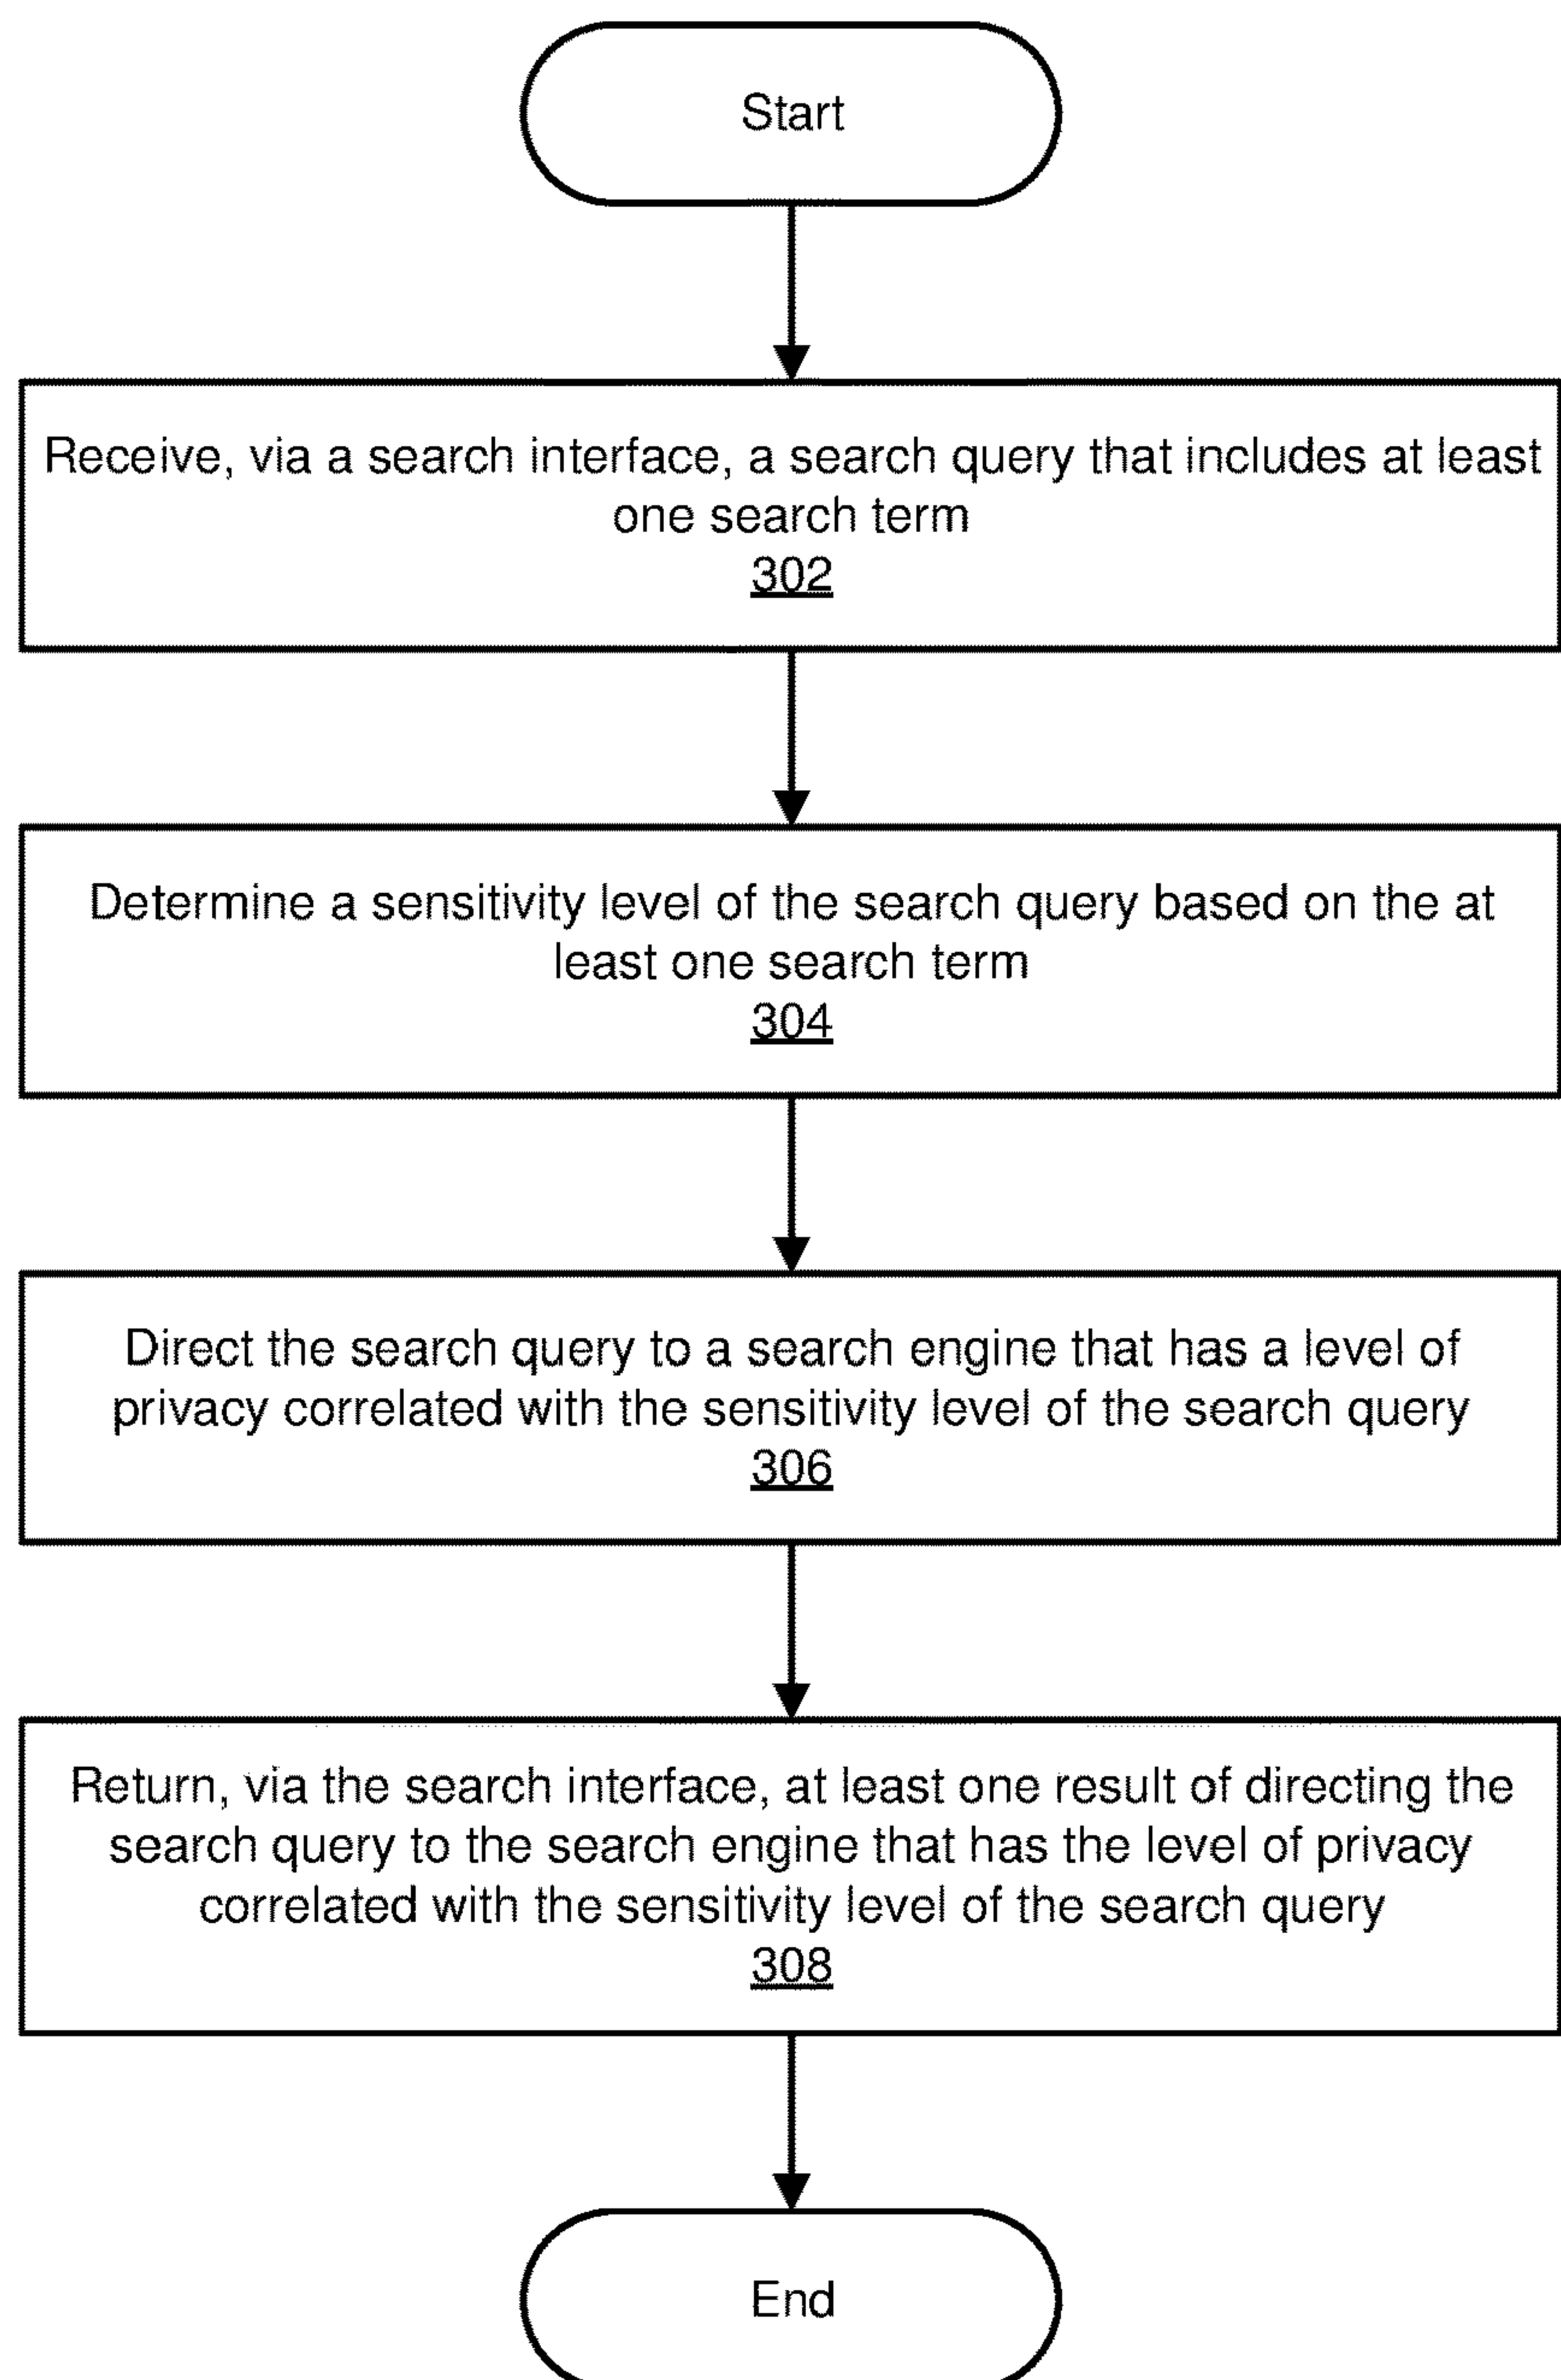 Start
Receive, via a search interface, a search query that includes at least
one search term
302
Determine a sensitivity level of the search query based on the at
least one search term
304
Direct the search query to a search engine that has a level of
privacy correlated with the sensitivity level of the search query
306
Return, via the search interface, at least one result of directing the
search query to the search engine that has the level of privacy
correlated with the sensitivity level of the search query
308
End